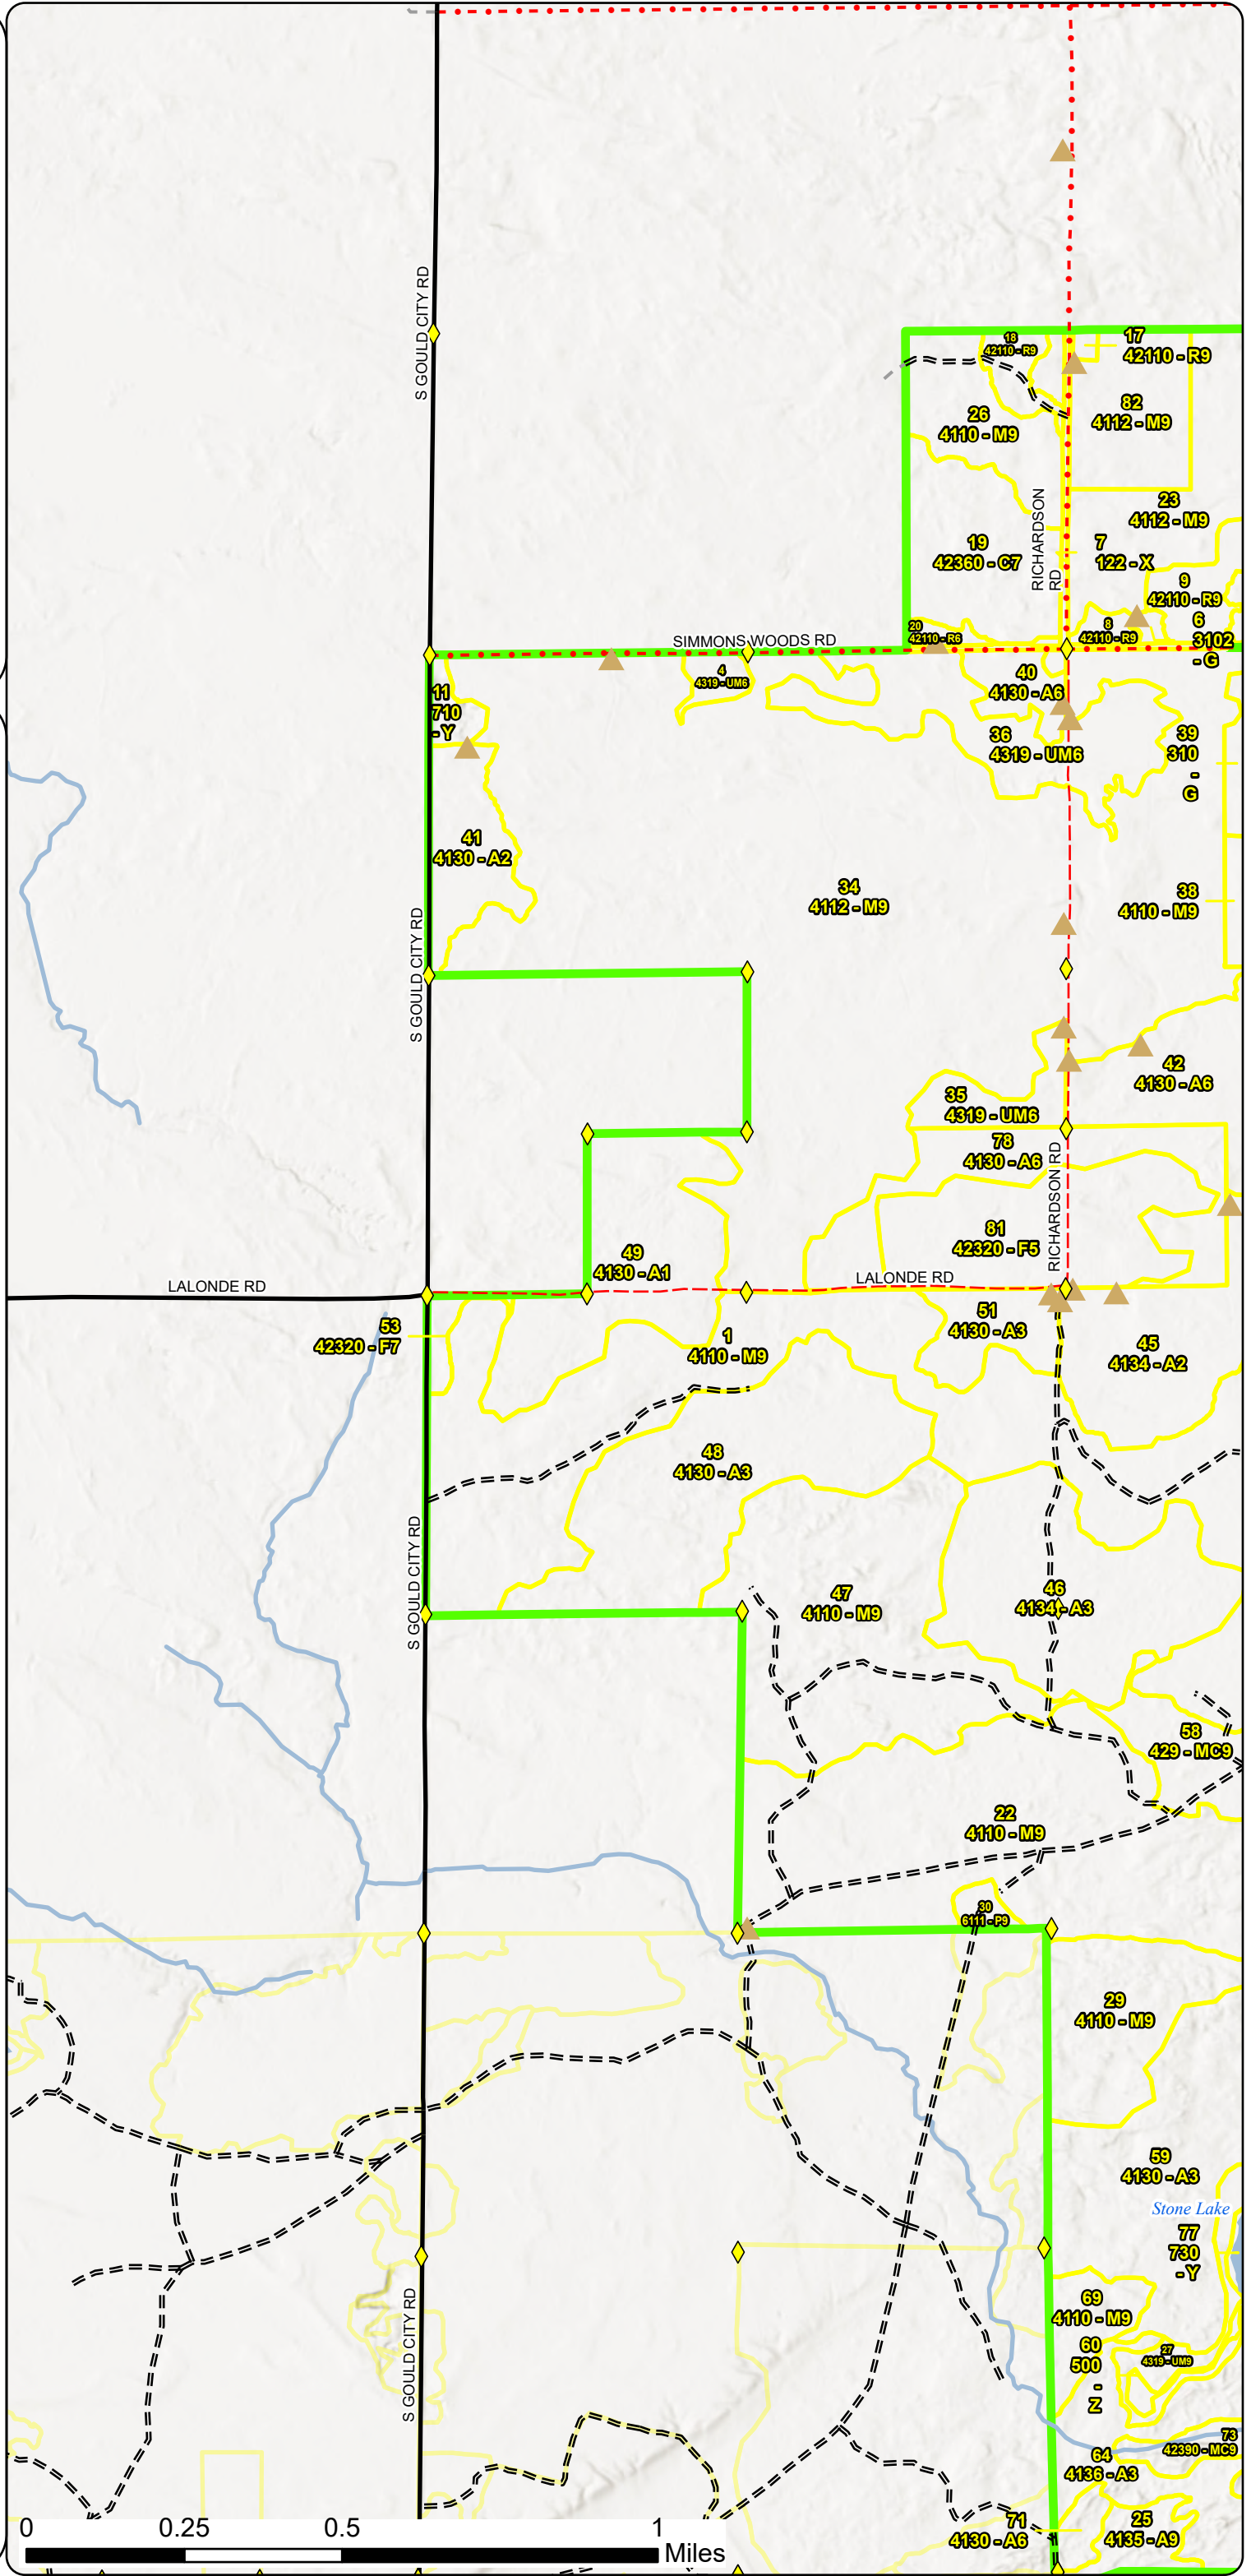 S GOULD CITY RD
18
42110 - R9
17
42110 - R9
26
4110 - M9
82
4112 - M9
RICHARDSON
RD
23
4112 - M9
19
42360 - C7
7
122 - X
9
42110 - R9
20
42110 - R6
8
42110 - R9
6
3102
- G
SIMMONS WOODS RD
4
4319 - UM6
40
4130 - A6
11
710
- Y
36
4319 - UM6
39
310
-
G
41
4130 - A2
34
4112 - M9
38
4110 - M9
S GOULD CITY RD
42
4130 - A6
35
4319 - UM6
78
4130 - A6
RICHARDSON RD
81
42320 - F5
49
4130 - A1
LALONDE RD
LALONDE RD
53
42320 - F7
1
4110 - M9
51
4130 - A3
45
4134 - A2
48
4130 - A3
S GOULD CITY RD
47
4110 - M9
46
4134 - A3
58
429 - MC9
22
4110 - M9
30
6111 - P9
29
4110 - M9
59
4130 - A3
Stone Lake
77
730
- Y
69
4110 - M9
S GOULD CITY RD
60
500
-
Z
27
4319 - UM9
73
42390 - MC9
64
4136 - A3
71
4130 - A6
25
4135 - A9
0 0.25 0.5 1
Miles